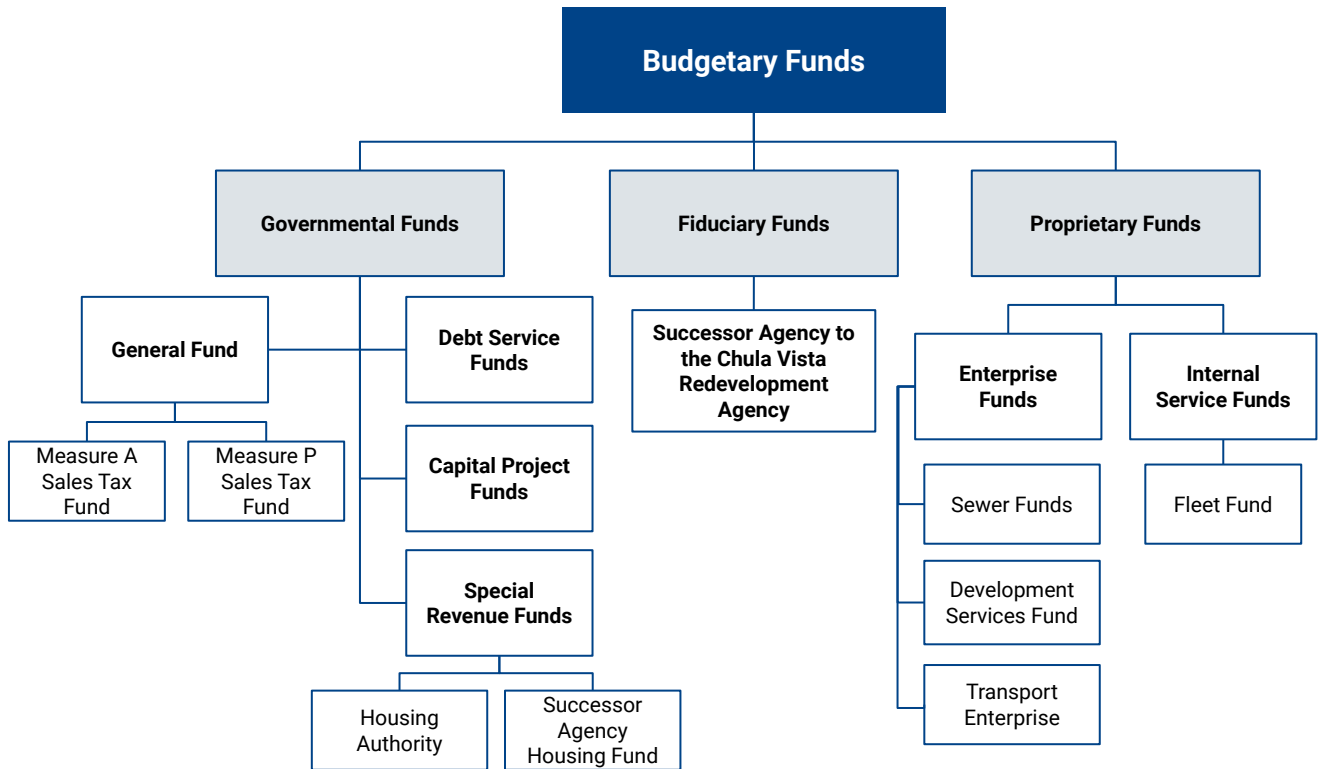 Budgetary Funds
Governmental Funds
Fiduciary Funds
Proprietary Funds
General Fund
Debt Service
Funds
Successor Agency to
the Chula Vista
Redevelopment
Agency
Enterprise
Funds
Internal
Service Funds
Measure A
Sales Tax
Fund
Measure P
Sales Tax
Fund
Capital Project
Funds
Sewer Funds
Fleet Fund
Special
Revenue Funds
Development
Services Fund
Housing
Authority
Successor
Agency
Housing Fund
Transport
Enterprise